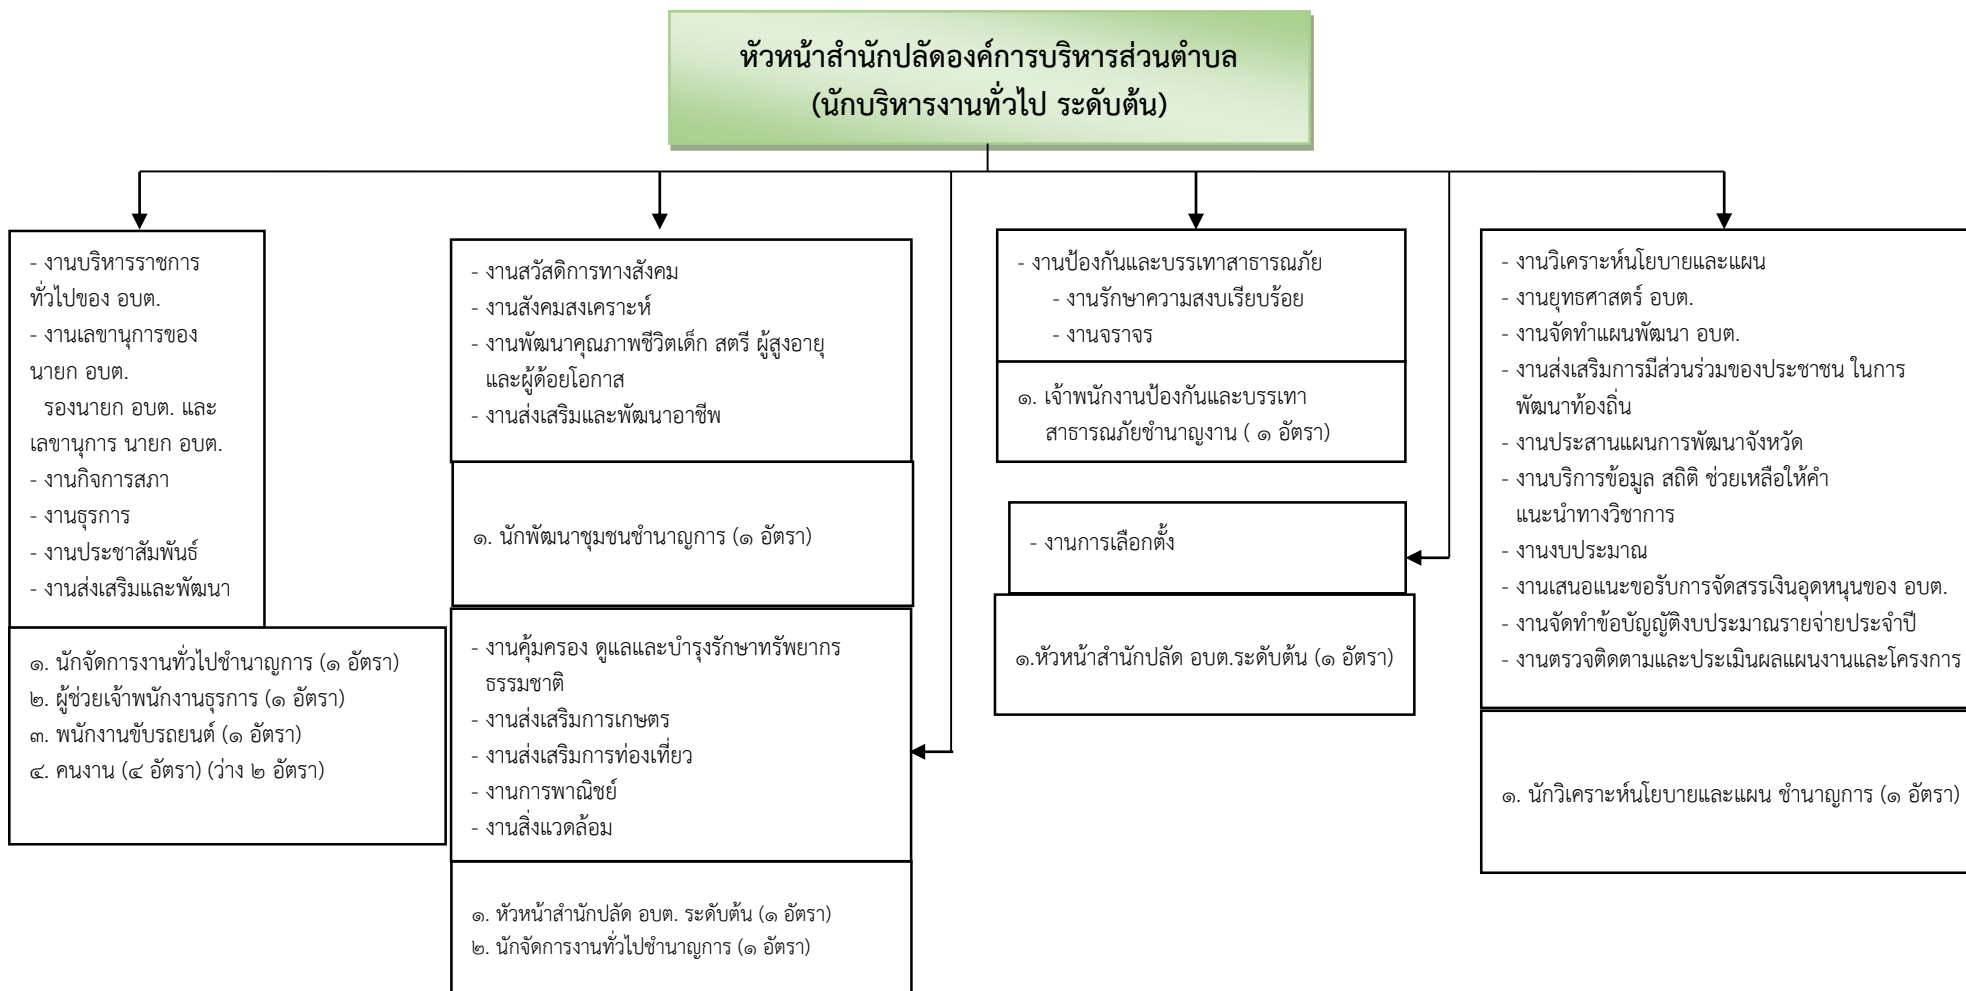 หัวหน้าสำนักปลัดองค์การบริหารส่วนตำบล
(นักบริหารงานทั่วไป ระดับต้น)
- งานบริหารราชการ
ทั่วไปของ อบต.
- งานเลขานุการของ
นายก อบต.
รองนายก อบต. และ
เลขานุการ นายก อบต.
- งานกิจการสภา
- งานธุรการ
- งานประชาสัมพันธ์
- งานส่งเสริมและพัฒนา
๑. นักจัดการงานทั่วไปชำนาญการ (๑ อัตรา)
๒. ผู้ช่วยเจ้าพนักงานธุรการ (๑ อัตรา)
๓. พนักงานขับรถยนต์ (๑ อัตรา)
๔. คนงาน (๔ อัตรา) (ว่าง ๒ อัตรา)
- งานสวัสดิการทางสังคม
- งานสังคมสงเคราะห์
- งานพัฒนาคุณภาพชีวิตเด็ก สตรี ผู้สูงอายุ
และผู้ด้อยโอกาส
- งานส่งเสริมและพัฒนาอาชีพ
๑. นักพัฒนาชุมชนชำนาญการ (๑ อัตรา)
- งานคุ้มครอง ดูแลและบำรุงรักษาทรัพยากร
ธรรมชาติ
- งานส่งเสริมการเกษตร
- งานส่งเสริมการท่องเที่ยว
- งานการพาณิชย์
- งานสิ่งแวดล้อม
๑. หัวหน้าสำนักปลัด อบต. ระดับต้น (๑ อัตรา)
๒. นักจัดการงานทั่วไปชำนาญการ (๑ อัตรา)
- งานป้องกันและบรรเทาสาธารณภัย
- งานรักษาความสงบเรียบร้อย
- งานจราจร
๑. เจ้าพนักงานป้องกันและบรรเทา
สาธารณภัยชำนาญงาน ( ๑ อัตรา)
- งานการเลือกตั้ง
๑.หัวหน้าสำนักปลัด อบต.ระดับต้น (๑ อัตรา)
- งานวิเคราะห์นโยบายและแผน
- งานยุทธศาสตร์ อบต.
- งานจัดทำแผนพัฒนา อบต.
- งานส่งเสริมการมีส่วนร่วมของประชาชน ในการ
พัฒนาท้องถิ่น
- งานประสานแผนการพัฒนาจังหวัด
- งานบริการข้อมูล สถิติ ช่วยเหลือให้คำ
แนะนำทางวิชาการ
- งานงบประมาณ
- งานเสนอแนะขอรับการจัดสรรเงินอุดหนุนของ อบต.
- งานจัดทำข้อบัญญัติงบประมาณรายจ่ายประจำปี
- งานตรวจติดตามและประเมินผลแผนงานและโครงการ
๑. นักวิเคราะห์นโยบายและแผน ชำนาญการ (๑ อัตรา)